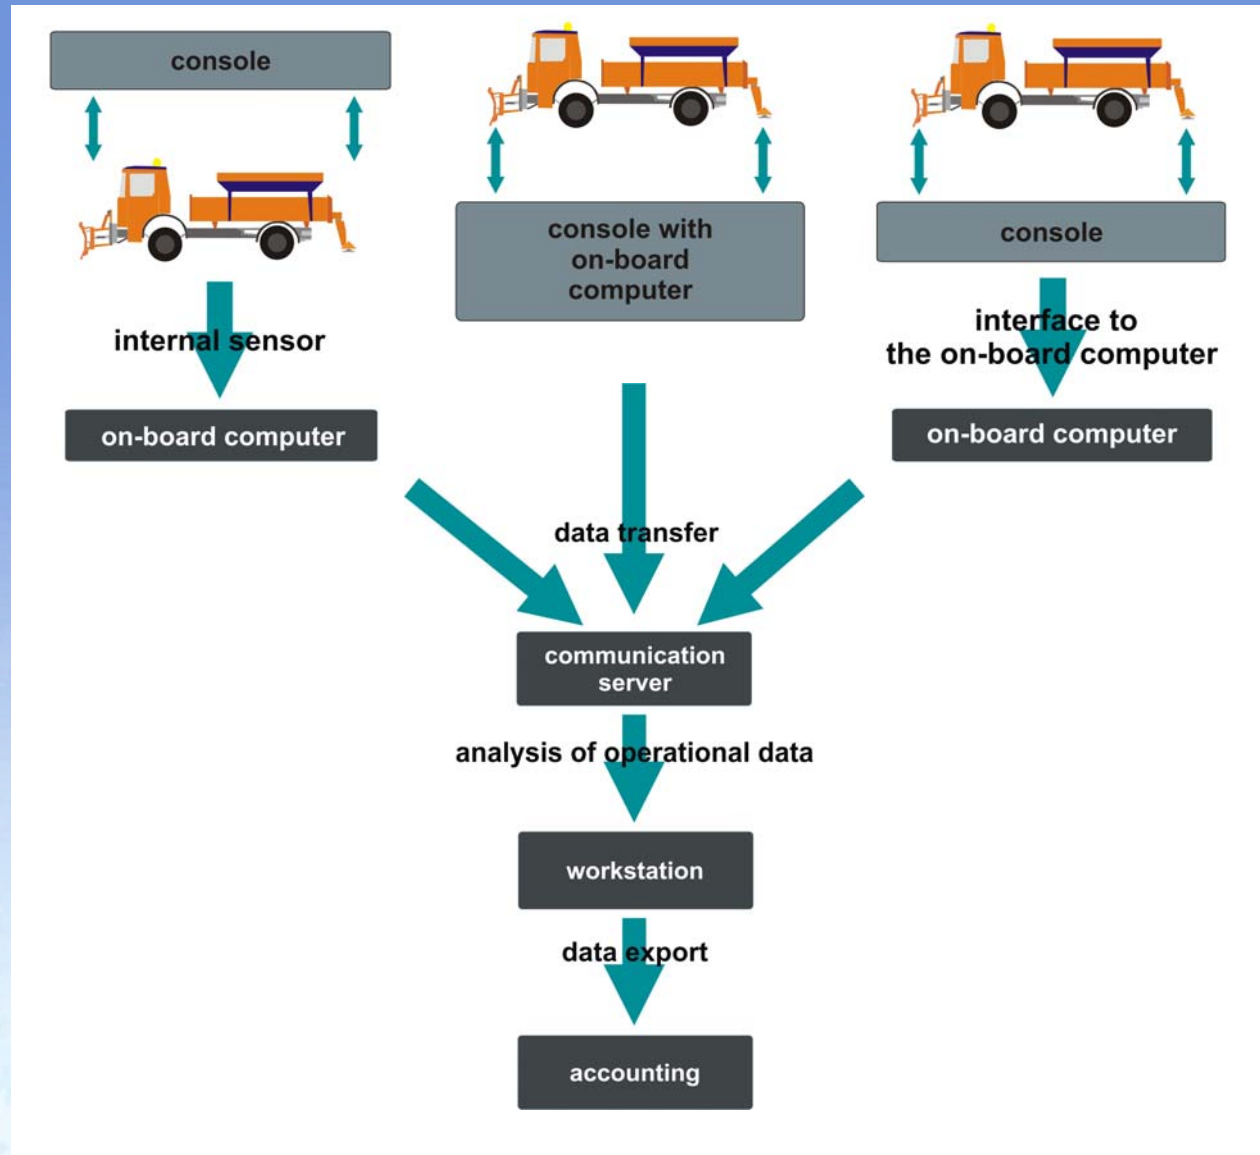 console
internal sensor
on-board computer
console with
on-board
computer
console
interface to
the on-board computer
on-board computer
data transfer
communication
server
analysis of operational data
workstation
data export
accounting